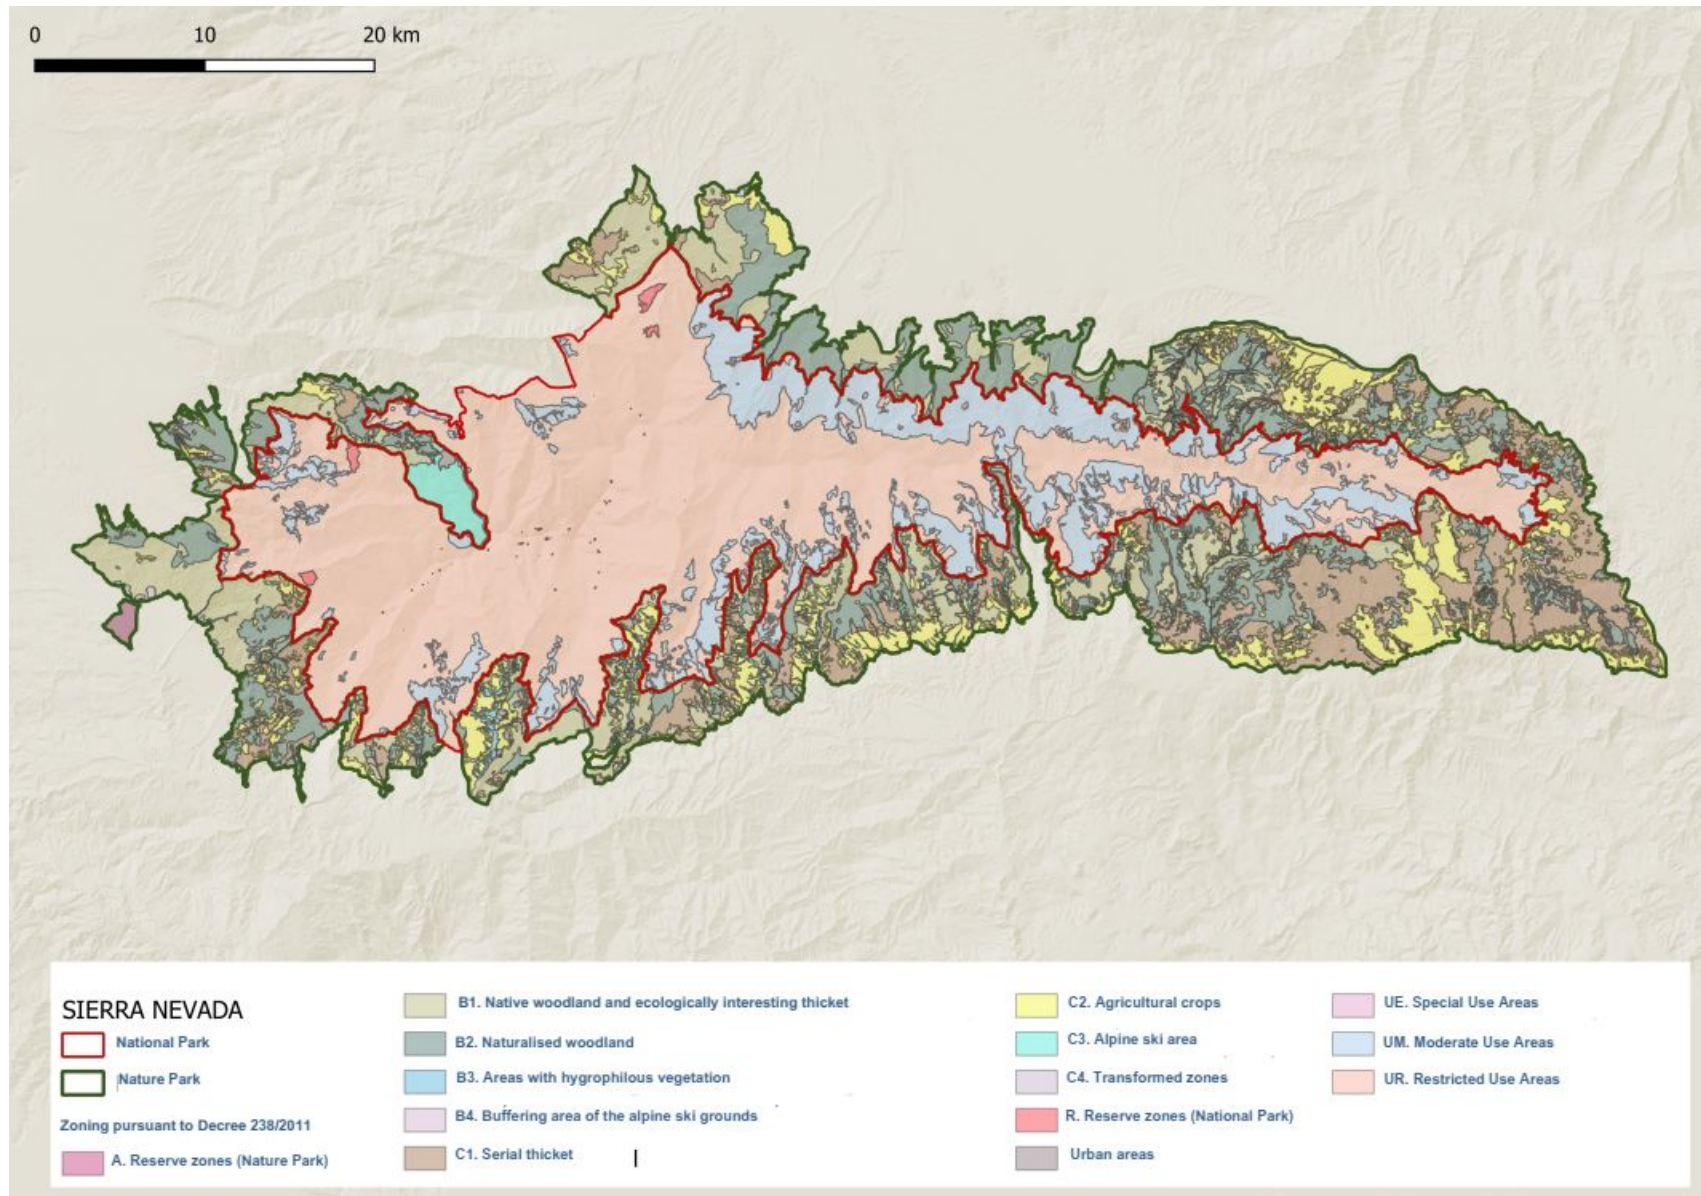 0 10 20 km
SIERRA NEVADA
National Park
Nature Park
Zoning pursuant to Decree 238/2011
A. Reserve zones (Nature Park)
B1. Native woodland and ecologically interesting thicket
B2. Naturalised woodland
B3. Areas with hygrophilous vegetation
B4. Buffering area of the alpine ski grounds
C1. Serial thicket
C2. Agricultural crops
C3. Alpine ski area
C4. Transformed zones
R. Reserve zones (National Park)
Urban areas
UE. Special Use Areas
UM. Moderate Use Areas
UR. Restricted Use Areas